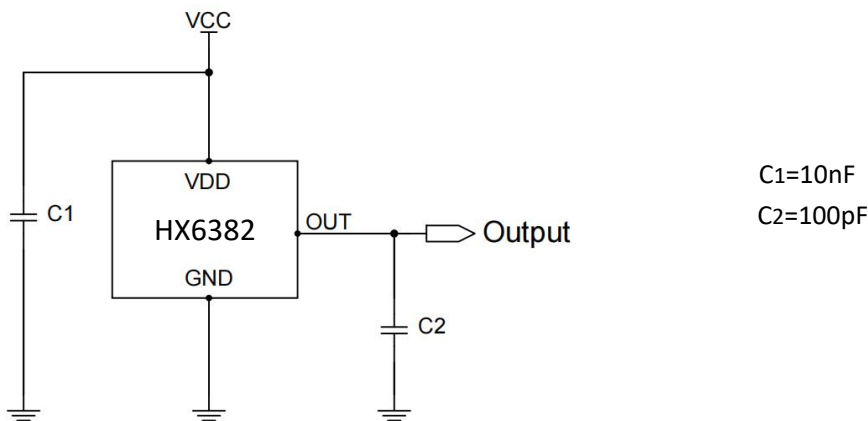 VCC
VDD
C1
HX6382
OUT
Output
GND
C2
C1=10nF
C2=100pF